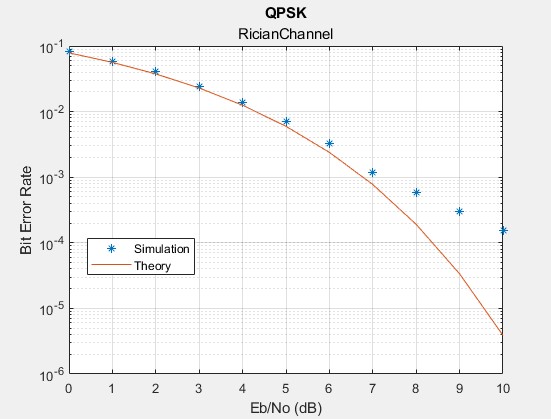 QPSK
RicianChannel
10^-1
10^-2
10^-3
10^-4
10^-5
10^-6
Bit Error Rate
Simulation
Theory
0 1 2 3 4 5 6 7 8 9 10
Eb/No (dB)